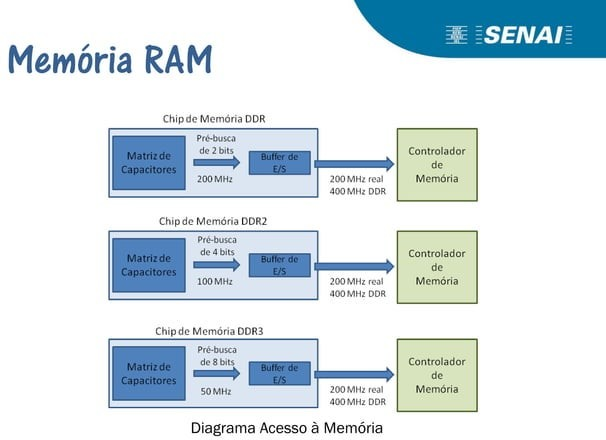 SENAI
Memória RAM
Chip de Memória DDR
Matriz de
Capacitores
Pré-busca
de 2 bits
200 MHz
Buffer de
E/S
200 MHz real
400 MHz DDR
Controlador
de
Memória
Chip de Memória DDR2
Matriz de
Capacitores
Pré-busca
de 4 bits
100 MHz
Buffer de
E/S
200 MHz real
400 MHz DDR
Controlador
de
Memória
Chip de Memória DDR3
Matriz de
Capacitores
Pré-busca
de 8 bits
50 MHz
Buffer de
E/S
200 MHz real
400 MHz DDR
Controlador
de
Memória
Diagrama Acesso à Memória